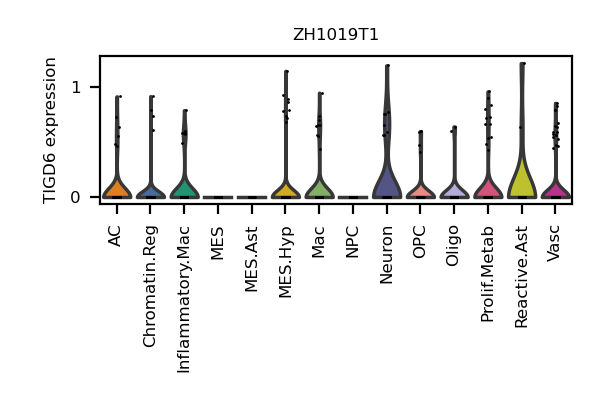 ZH1019T1
TIGD6 expression
1
0
AC
Chromatin.Reg
Inflammatory.Mac
MES
MES.Ast
MES.Hyp
Mac
NPC
Neuron
OPC
Oligo
Prolif.Metab
Reactive.Ast
Vasc